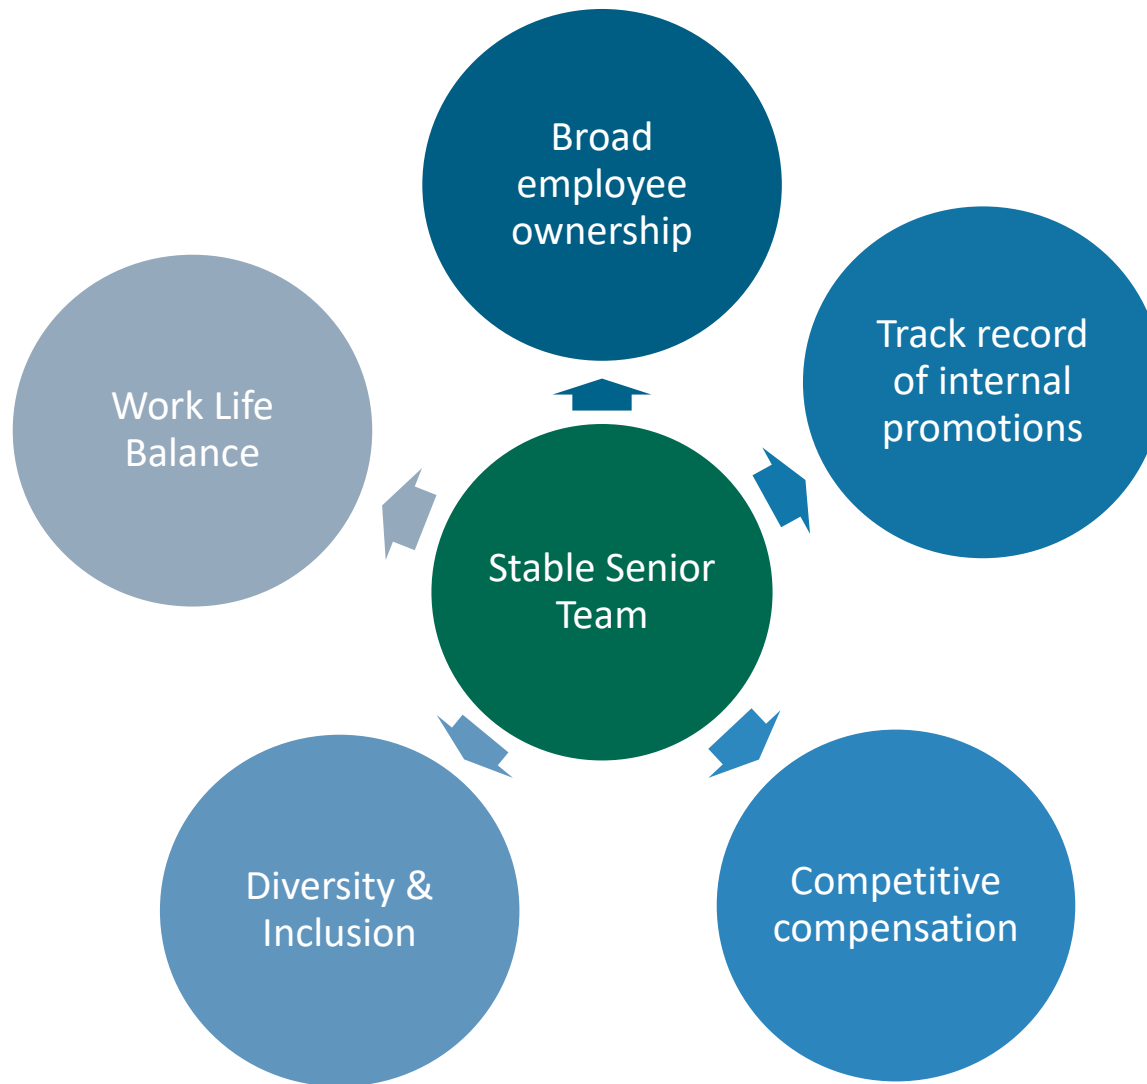 Broad
employee
ownership
Track record
of internal
promotions
Work Life
Balance
Stable Senior
Team
Diversity &
Inclusion
Competitive
compensation